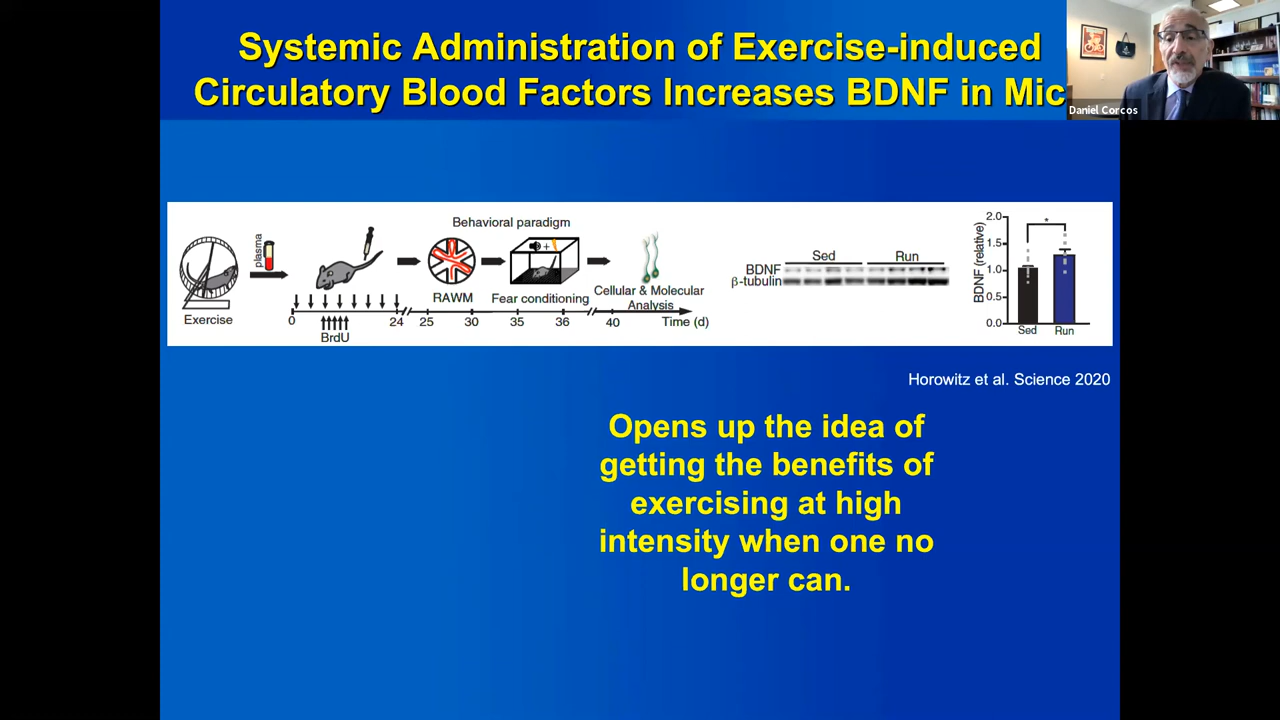 Systemic Administration of Exercise-induced
Circulatory Blood Factors Increases BDNF in Mic
Daniel Corcos
Behavioral paradigm
plasma
+
RAWM
Fear conditioning
Cellular & Molecular
Analysis
Exercise
0
24
25
30
35
36
40
Time (d)
BrdU
Sed
Run
BDNF
β-tubulin
BDNF (relative)
2.0
1.5
1.0
0.5
0.0
*
Sed
Run
Horowitz et al. Science 2020
Opens up the idea of
getting the benefits of
exercising at high
intensity when one no
longer can.